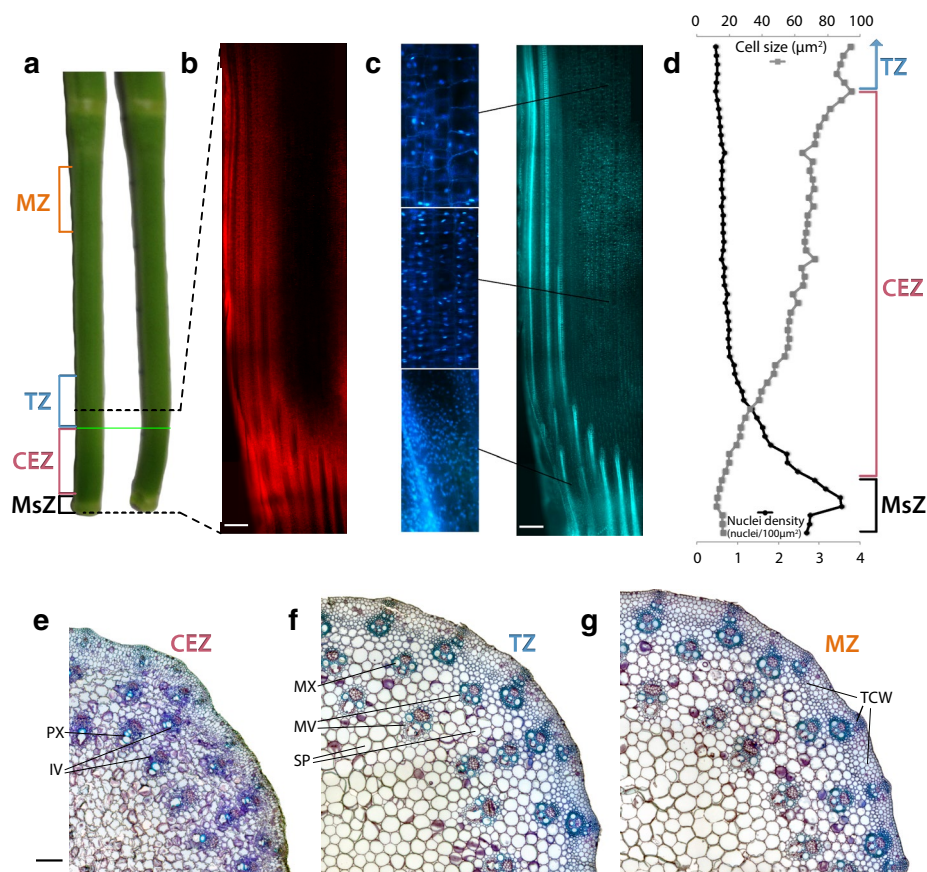 0 20 40 60 80 100
Cell size (µm²)
a
b
c
d
TZ
MZ
CEZ
TZ
CEZ
MsZ
MsZ
Nuclei density
(nuclei/100µm²)
0 1 2 3 4
e
CEZ
f
TZ
g
MZ
PX
IV
MX
MV
SP
TCW